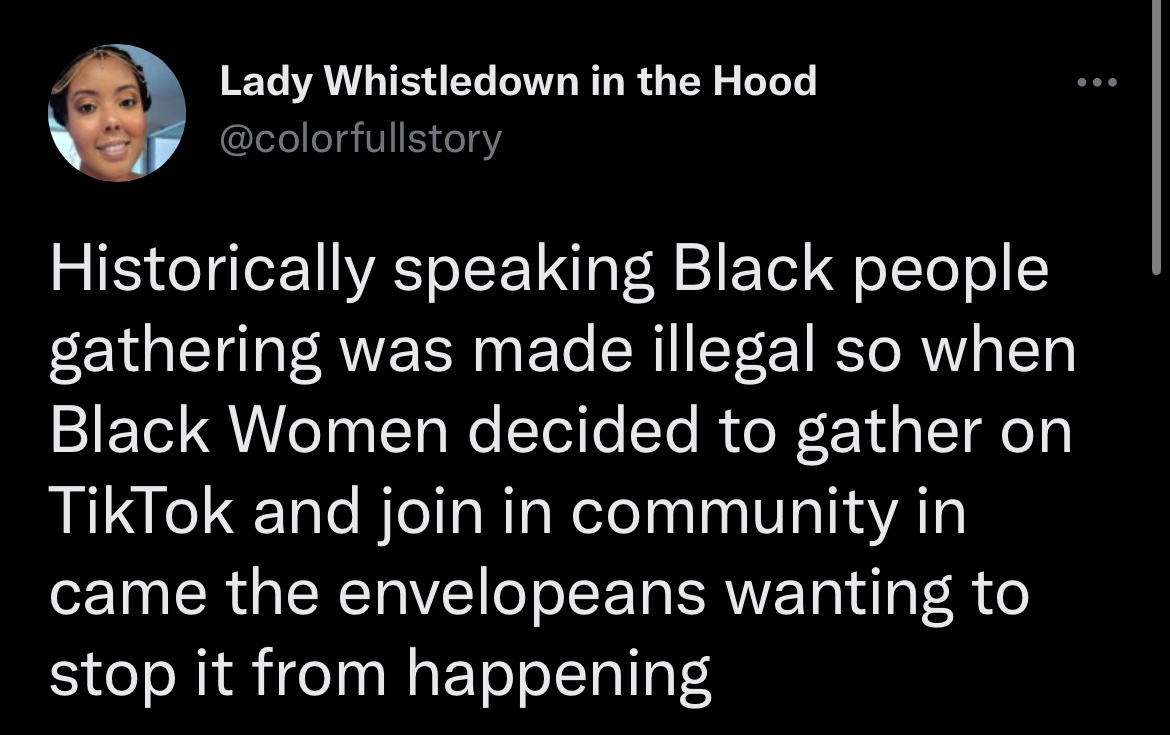 Lady Whistledown in the Hood
@colorfullstory
Historically speaking Black people
gathering was made illegal so when
Black Women decided to gather on
TikTok and join in community in
came the envelopeans wanting to
stop it from happening